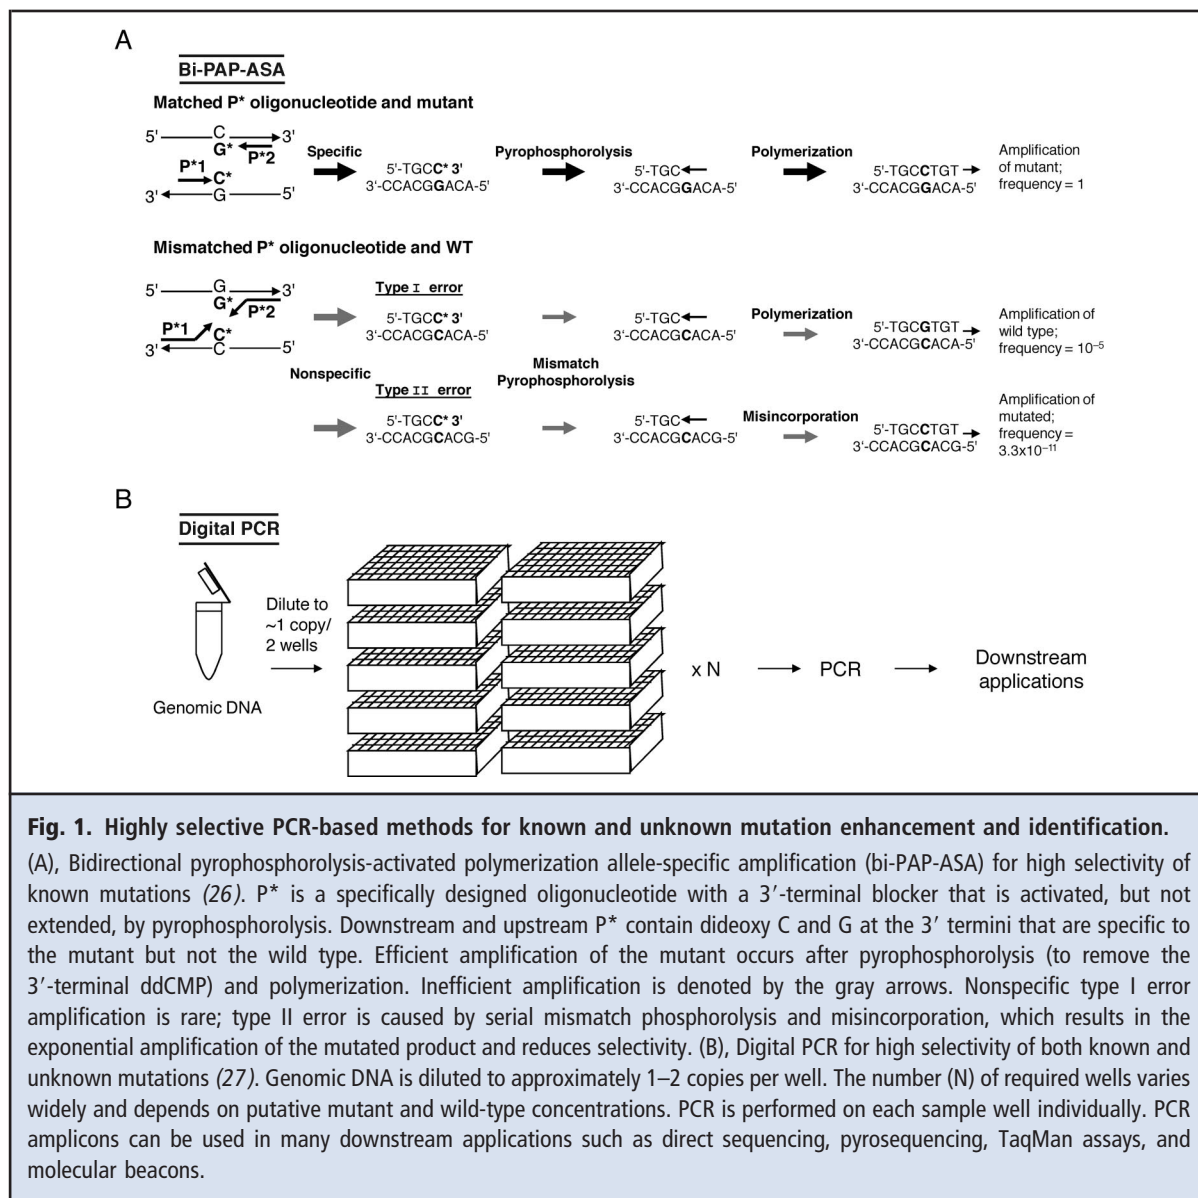 A
Bi-PAP-ASA
Matched P* oligonucleotide and mutant
5' C 3'
G* P*2
P*1 C*
3' G 5'
Specific
5'-TGCC* 3'
3'-CCACGGACA-5'
Pyrophosphorolysis
5'-TGC
3'-CCACGGACA-5'
Polymerization
5'-TGCCTGT
3'-CCACGGACA-5'
Amplification
of mutant;
frequency = 1
Mismatched P* oligonucleotide and WT
5' G 3'
G* P*2
P*1 C*
3' C 5'
Nonspecific
Type I error
5'-TGCC* 3'
3'-CCACGCACA-5'
5'-TGC
3'-CCACGCACA-5'
Polymerization
5'-TGCGTGT
3'-CCACGCACA-5'
Amplification of
wild type;
frequency = 10⁻⁵
Mismatch
Pyrophosphorolysis
Type II error
5'-TGCC* 3'
3'-CCACGCACG-5'
5'-TGC
3'-CCACGCACG-5'
Misincorporation
5'-TGCCTGT
3'-CCACGCACG-5'
Amplification of
mutated;
frequency =
3.3x10⁻¹¹
B
Digital PCR
Genomic DNA
Dilute to
~1 copy/
2 wells
x N
PCR
Downstream
applications
Fig. 1. Highly selective PCR-based methods for known and unknown mutation enhancement and identification.
(A), Bidirectional pyrophosphorolysis-activated polymerization allele-specific amplification (bi-PAP-ASA) for high selectivity of
known mutations (26). P* is a specifically designed oligonucleotide with a 3′-terminal blocker that is activated, but not
extended, by pyrophosphorolysis. Downstream and upstream P* contain dideoxy C and G at the 3′ termini that are specific to
the mutant but not the wild type. Efficient amplification of the mutant occurs after pyrophosphorolysis (to remove the
3′-terminal ddCMP) and polymerization. Inefficient amplification is denoted by the gray arrows. Nonspecific type I error
amplification is rare; type II error is caused by serial mismatch phosphorolysis and misincorporation, which results in the
exponential amplification of the mutated product and reduces selectivity. (B), Digital PCR for high selectivity of both known and
unknown mutations (27). Genomic DNA is diluted to approximately 1–2 copies per well. The number (N) of required wells varies
widely and depends on putative mutant and wild-type concentrations. PCR is performed on each sample well individually. PCR
amplicons can be used in many downstream applications such as direct sequencing, pyrosequencing, TaqMan assays, and
molecular beacons.